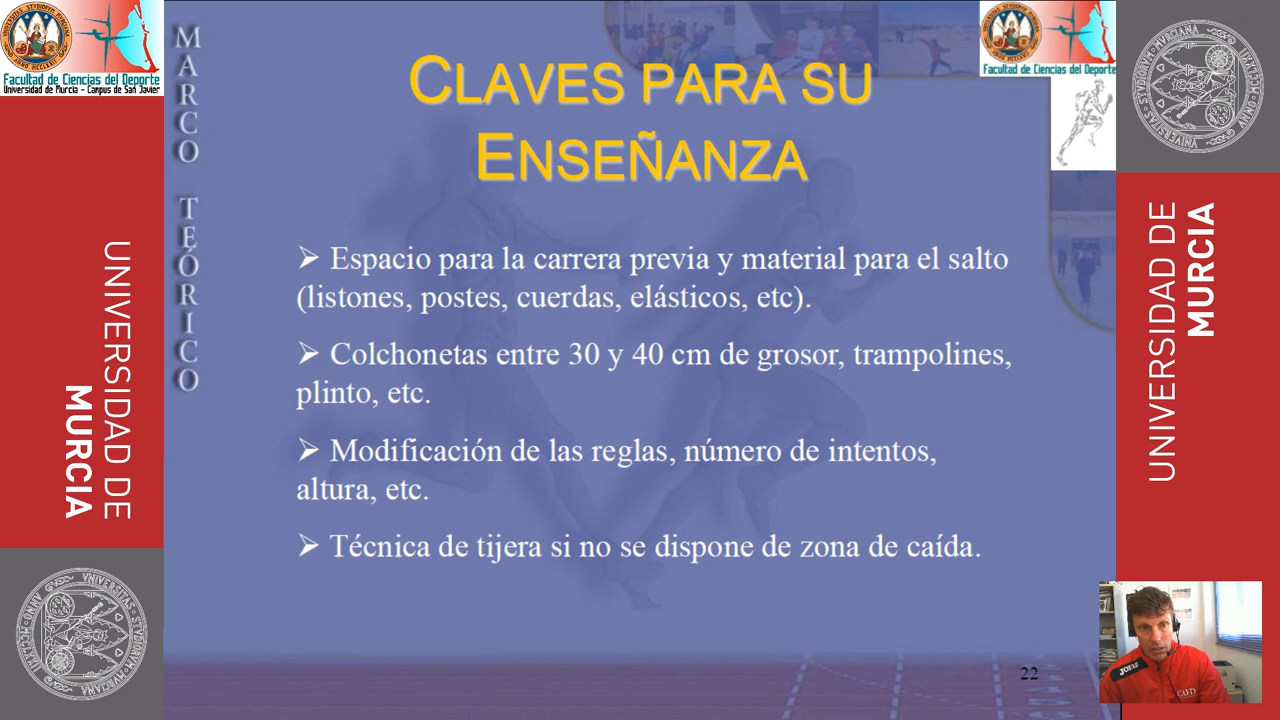 Facultad de Ciencias del Deporte
Universidad de Murcia - Campus de San Javier
UNIVERSIDAD DE
MURCIA
MARCO TEÓRICO
CLAVES PARA SU
ENSEÑANZA
➢ Espacio para la carrera previa y material para el salto
(listones, postes, cuerdas, elásticos, etc).
➢ Colchonetas entre 30 y 40 cm de grosor, trampolines,
plinto, etc.
➢ Modificación de las reglas, número de intentos,
altura, etc.
➢ Técnica de tijera si no se dispone de zona de caída.
22
Facultad de Ciencias del Deporte
UNIVERSIDAD DE
MURCIA
JOMA
CAFD